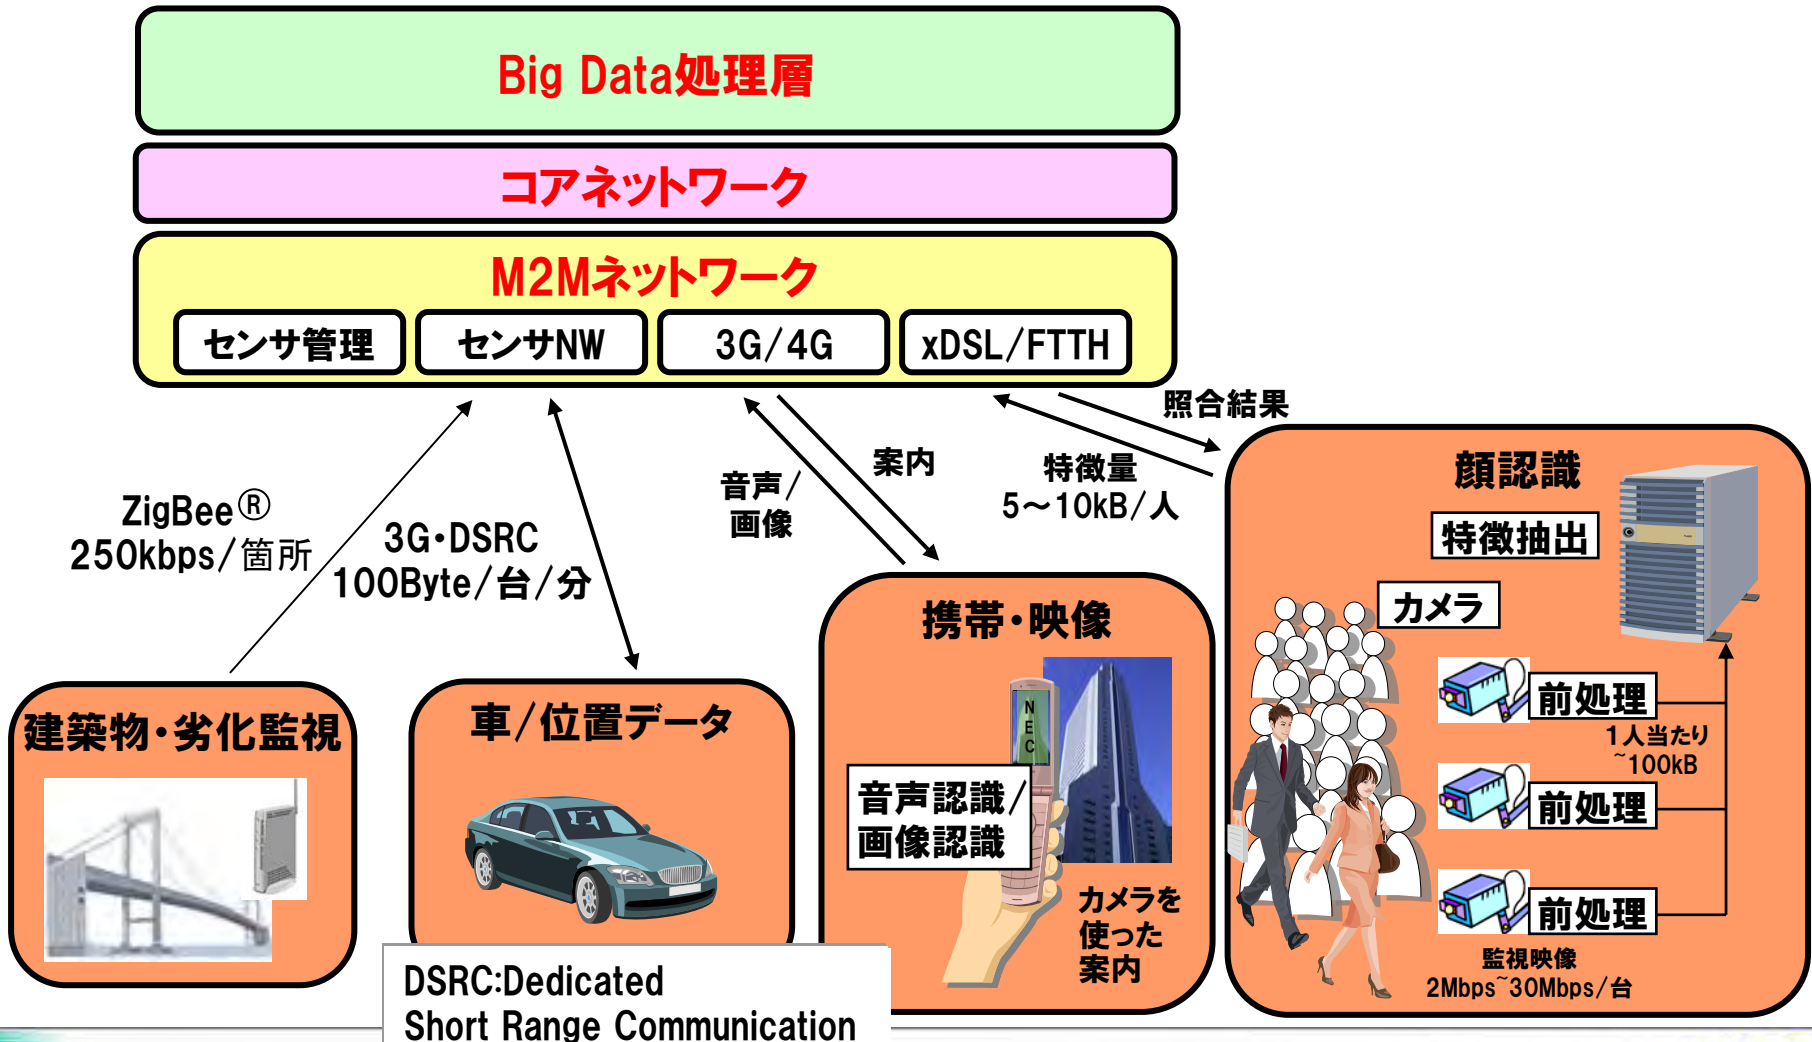 Big Data処理層
コアネットワーク
M2Mネットワーク
センサ管理
センサNW
3G/4G
xDSL/FTTH
照合結果
特徴量
5～10kB/人
案内
音声/
画像
ZigBee®
250kbps/箇所
3G・DSRC
100Byte/台/分
建築物・劣化監視
車/位置データ
携帯・映像
NEC
音声認識/
画像認識
カメラを
使った
案内
顔認識
特徴抽出
カメラ
前処理
1人当たり
~100kB
前処理
前処理
監視映像
2Mbps~30Mbps/台
DSRC:Dedicated
Short Range Communication